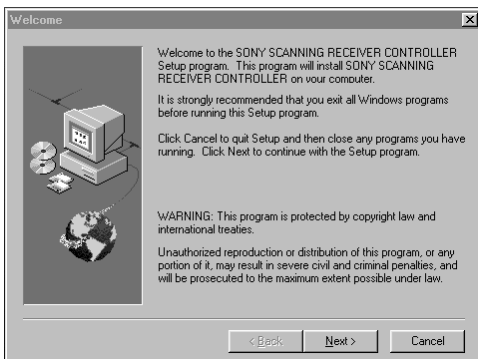 Welcome
Welcome to the SONY SCANNING RECEIVER CONTROLLER
Setup program. This program will install SONY SCANNING
RECEIVER CONTROLLER on your computer.
It is strongly recommended that you exit all Windows programs
before running this Setup program.
Click Cancel to quit Setup and then close any programs you have
running. Click Next to continue with the Setup program.
WARNING: This program is protected by copyright law and
international treaties.
Unauthorized reproduction or distribution of this program, or any
portion of it, may result in severe civil and criminal penalties, and
will be prosecuted to the maximum extent possible under law.
< Back Next > Cancel